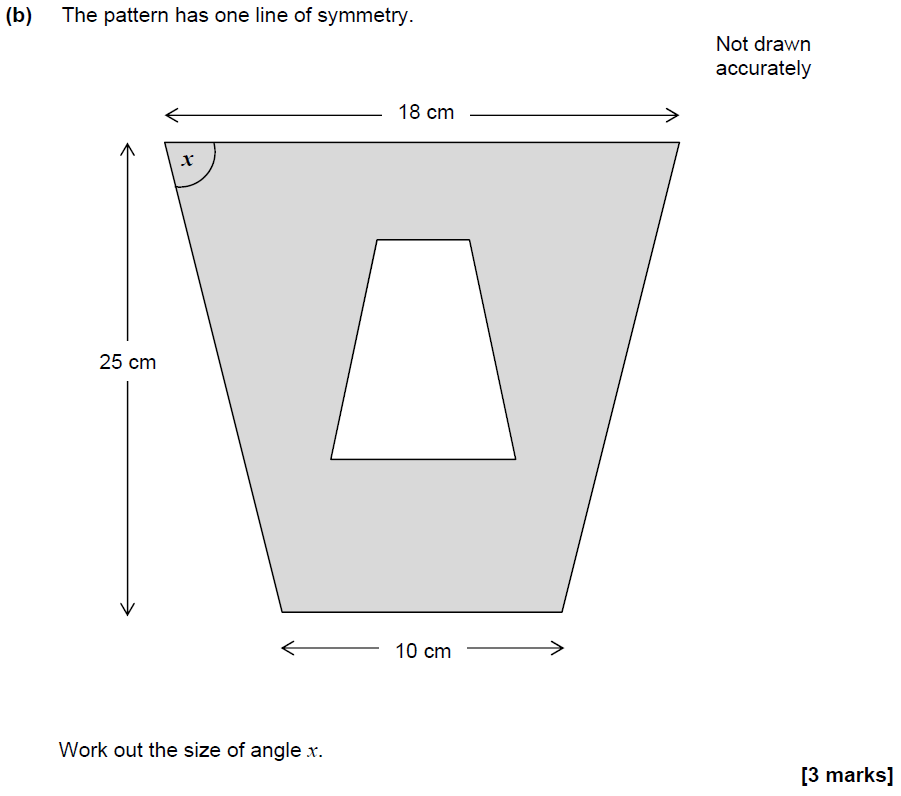 (b) The pattern has one line of symmetry.
Not drawn
accurately
18 cm
x
25 cm
10 cm
Work out the size of angle x.
[3 marks]